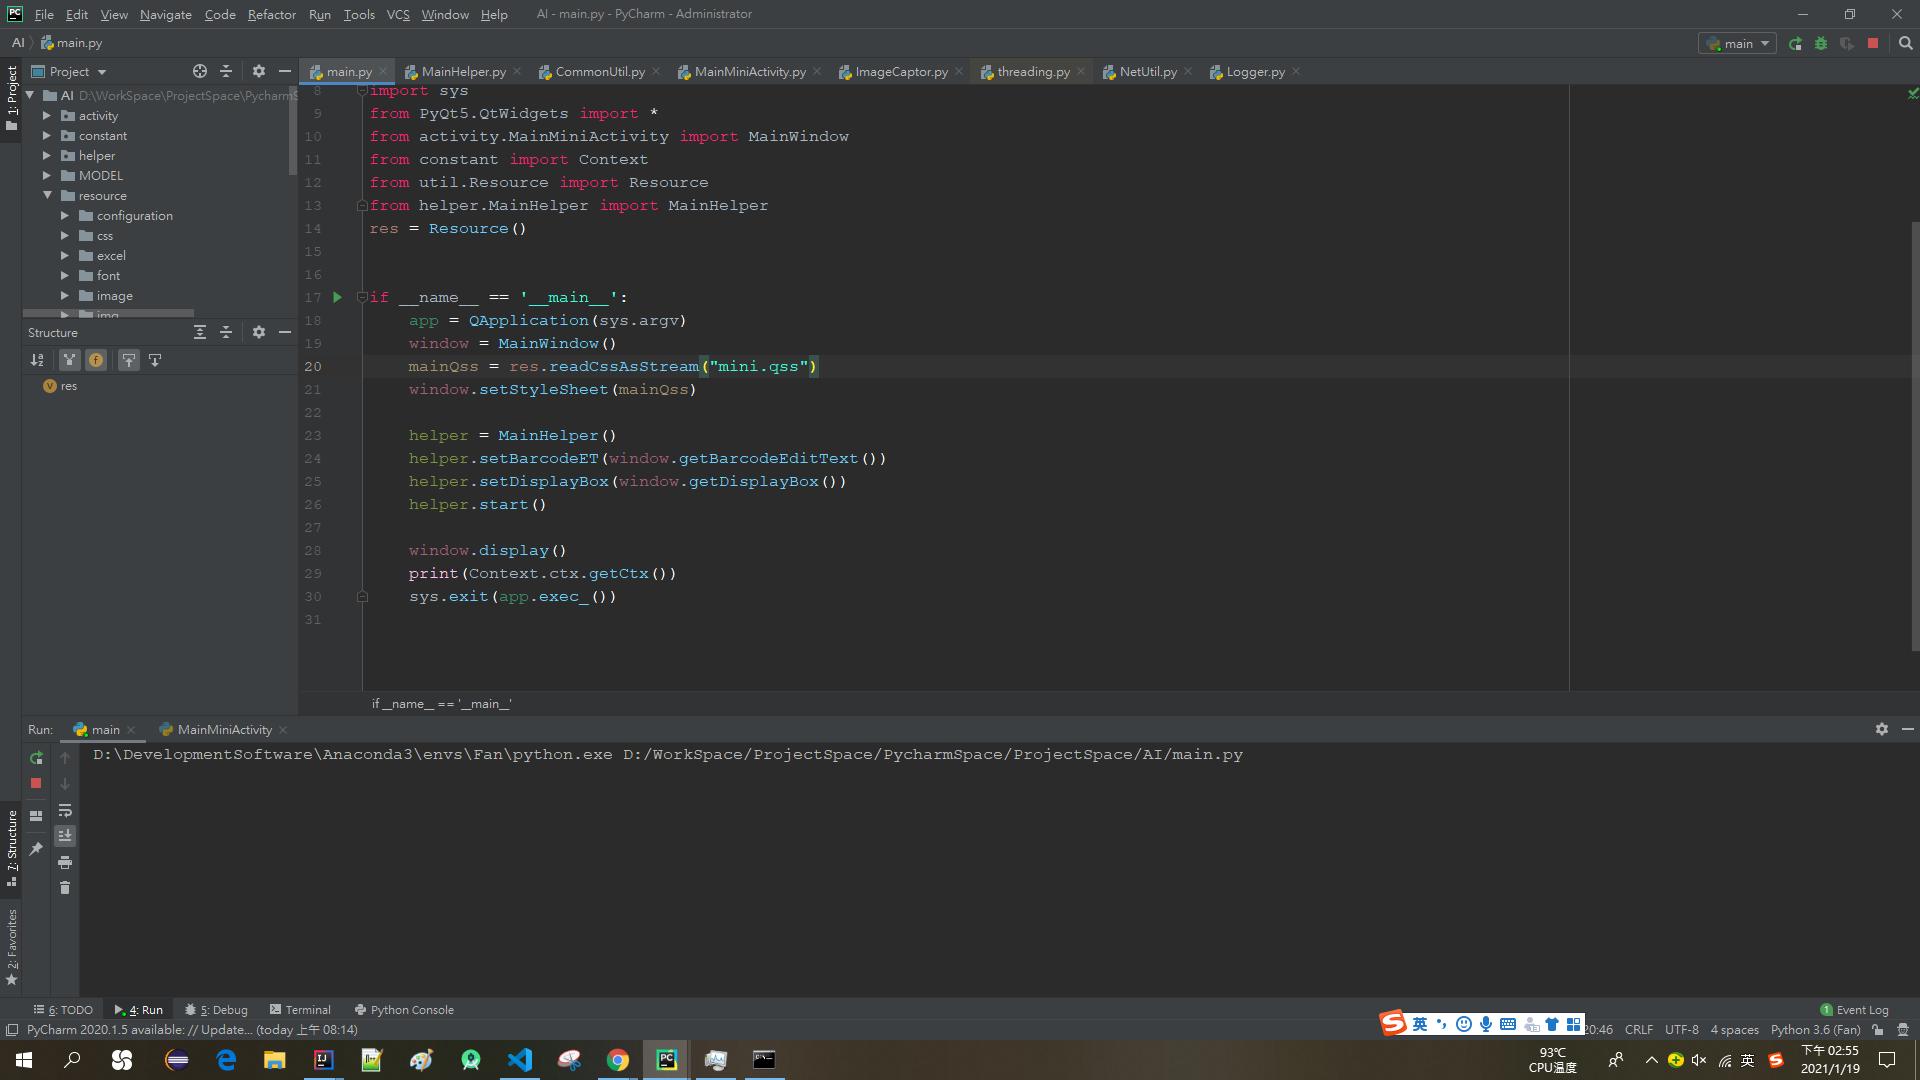 File Edit View Navigate Code Refactor Run Tools VCS Window Help AI - main.py - PyCharm - Administrator
AI main.py
main
Project
main.py MainHelper.py CommonUtil.py MainMiniActivity.py ImageCaptor.py threading.py NetUtil.py Logger.py
1: Project
AI D:\WorkSpace\ProjectSpace\PycharmS
activity
constant
helper
MODEL
resource
configuration
css
excel
font
image
img
Structure
res
8 import sys
9 from PyQt5.QtWidgets import *
10 from activity.MainMiniActivity import MainWindow
11 from constant import Context
12 from util.Resource import Resource
13 from helper.MainHelper import MainHelper
14 res = Resource()
15
16
17 if __name__ == '__main__':
18 app = QApplication(sys.argv)
19 window = MainWindow()
20 mainQss = res.readCssAsStream("mini.qss")
21 window.setStyleSheet(mainQss)
22
23 helper = MainHelper()
24 helper.setBarcodeET(window.getBarcodeEditText())
25 helper.setDisplayBox(window.getDisplayBox())
26 helper.start()
27
28 window.display()
29 print(Context.ctx.getCtx())
30 sys.exit(app.exec_())
31
if __name__ == '__main__'
Run: main MainMiniActivity
D:\DevelopmentSoftware\Anaconda3\envs\Fan\python.exe D:/WorkSpace/ProjectSpace/PycharmSpace/ProjectSpace/AI/main.py
7: Structure
2: Favorites
6: TODO 4: Run 5: Debug Terminal Python Console
1 Event Log
PyCharm 2020.1.5 available: // Update... (today 上午 08:14)
英
20:46 CRLF UTF-8 4 spaces Python 3.6 (Fan)
93℃
CPU温度
英
下午 02:55
2021/1/19